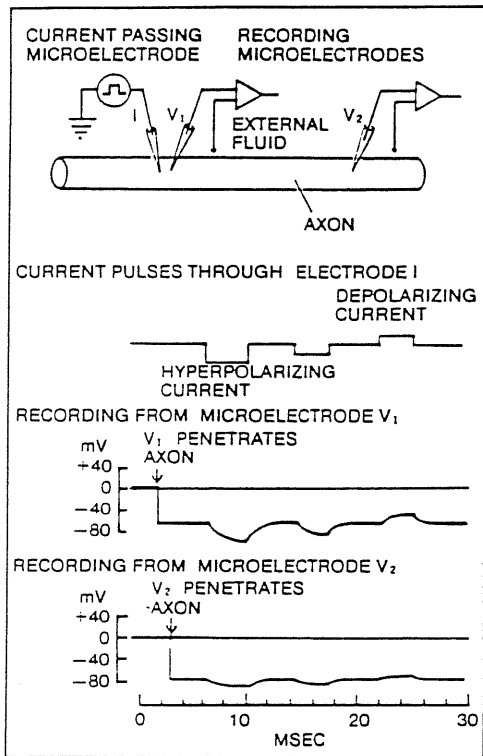 CURRENT PASSING
MICROELECTRODE
RECORDING
MICROELECTRODES
I
V1
V2
EXTERNAL
FLUID
AXON
CURRENT PULSES THROUGH ELECTRODE I
DEPOLARIZING
CURRENT
HYPERPOLARIZING
CURRENT
RECORDING FROM MICROELECTRODE V1
mV
V1 PENETRATES
AXON
+40
0
-40
-80
RECORDING FROM MICROELECTRODE V2
mV
V2 PENETRATES
AXON
+40
0
-40
-80
0 10 20 30
MSEC